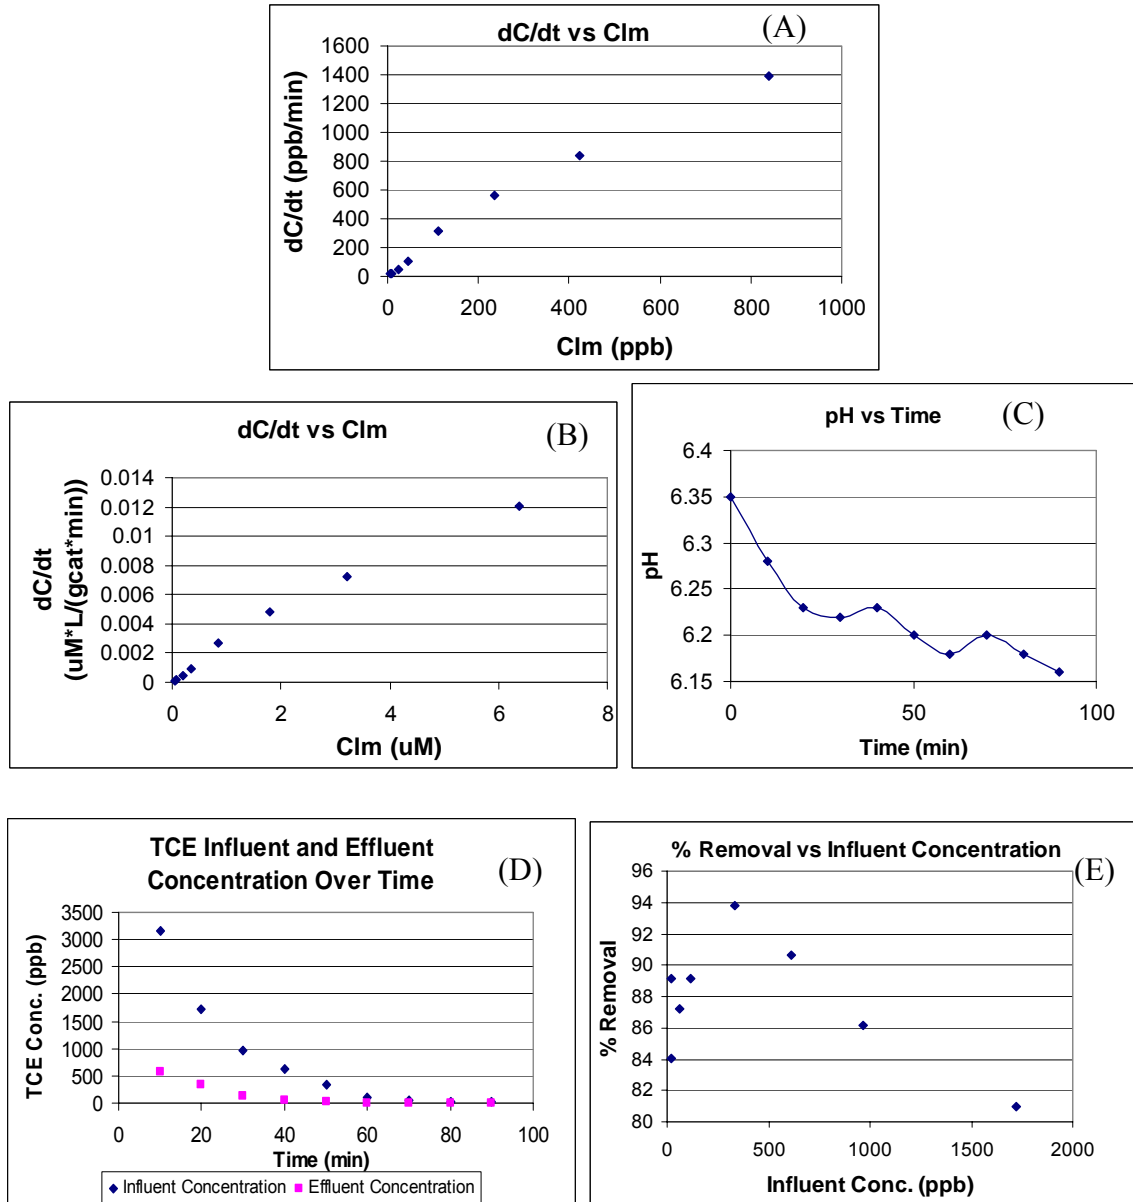 dC/dt vs Clm (A)
1600
1400
1200
1000
800
600
400
200
0
dC/dt (ppb/min)
0 200 400 600 800 1000
Clm (ppb)
dC/dt vs Clm (B)
0.014
0.012
0.01
0.008
0.006
0.004
0.002
0
dC/dt
(uM*L/(gcat*min))
0 2 4 6 8
Clm (uM)
pH vs Time (C)
6.4
6.35
6.3
6.25
6.2
6.15
pH
0 50 100
Time (min)
TCE Influent and Effluent
Concentration Over Time (D)
3500
3000
2500
2000
1500
1000
500
0
TCE Conc. (ppb)
0 20 40 60 80 100
Time (min)
Influent Concentration Effluent Concentration
% Removal vs Influent Concentration (E)
96
94
92
90
88
86
84
82
80
% Removal
0 500 1000 1500 2000
Influent Conc. (ppb)